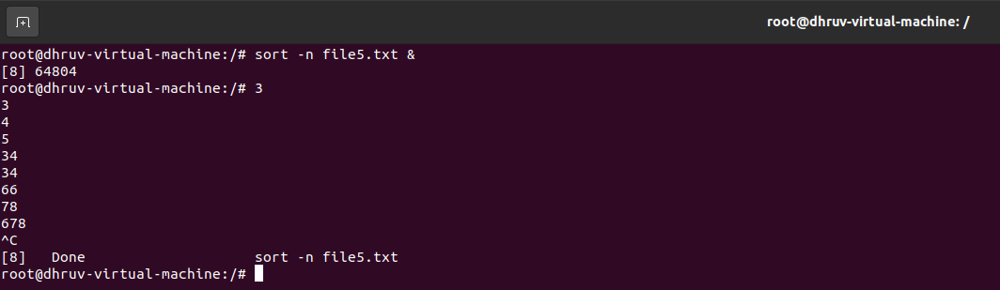 root@dhruv-virtual-machine: /
root@dhruv-virtual-machine:/# sort -n file5.txt &
[8] 64804
root@dhruv-virtual-machine:/# 3
3
4
5
34
34
66
78
678
^C
[8]   Done                    sort -n file5.txt
root@dhruv-virtual-machine:/#